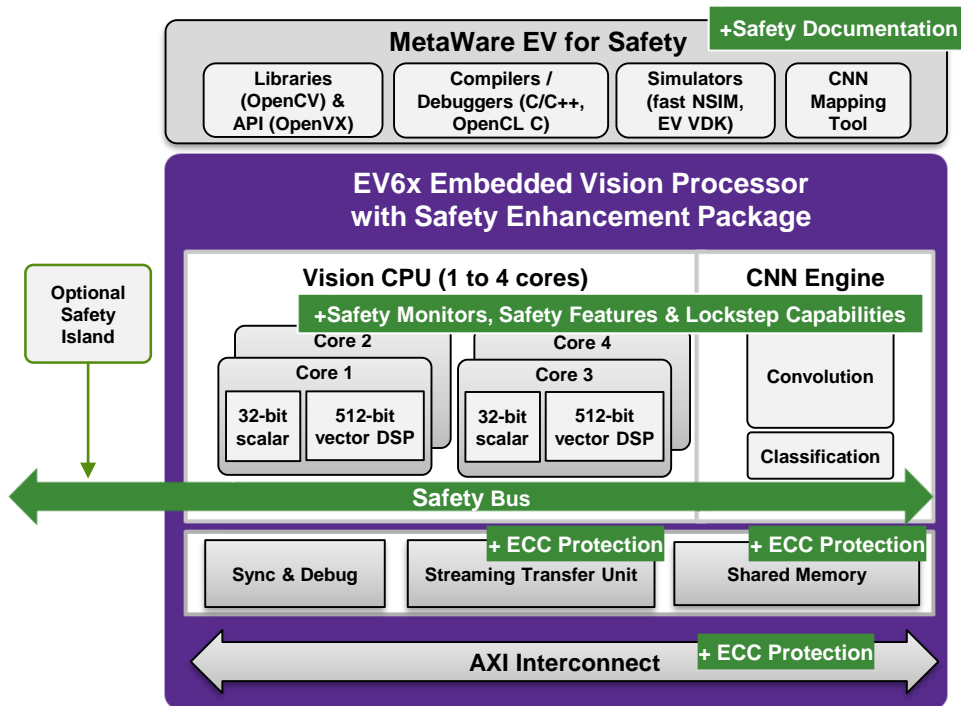 +Safety Documentation
MetaWare EV for Safety
Libraries
(OpenCV) &
API (OpenVX)
Compilers /
Debuggers (C/C++,
OpenCL C)
Simulators
(fast NSIM,
EV VDK)
CNN
Mapping
Tool
EV6x Embedded Vision Processor
with Safety Enhancement Package
Optional
Safety
Island
Vision CPU (1 to 4 cores)
CNN Engine
+Safety Monitors, Safety Features & Lockstep Capabilities
Core 2
Core 1
32-bit
scalar
512-bit
vector DSP
Core 4
Core 3
32-bit
scalar
512-bit
vector DSP
Convolution
Classification
Safety Bus
Sync & Debug
+ ECC Protection
Streaming Transfer Unit
+ ECC Protection
Shared Memory
+ ECC Protection
AXI Interconnect